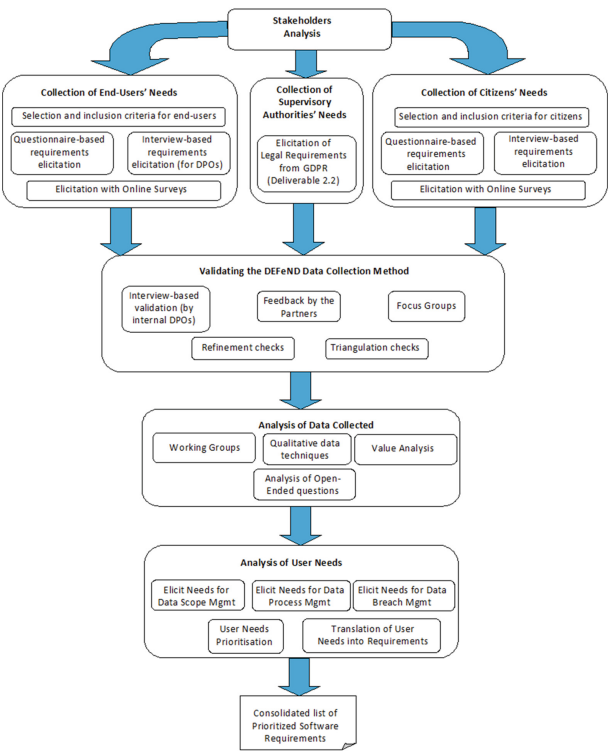 Stakeholders
Analysis
Collection of End-Users' Needs
Selection and inclusion criteria for end-users
Questionnaire-based
requirements
elicitation
Interview-based
requirements
elicitation (for DPOs)
Elicitation with Online Surveys
Collection of
Supervisory
Authorities' Needs
Elicitation of
Legal Requirements
from GDPR
(Deliverable 2.2)
Collection of Citizens' Needs
Selection and inclusion criteria for citizens
Questionnaire-based
requirements
elicitation
Interview-based
requirements
elicitation
Elicitation with Online Surveys
Validating the DEFeND Data Collection Method
Interview-based
validation (by
internal DPOs)
Feedback by the
Partners
Focus Groups
Refinement checks
Triangulation checks
Analysis of Data Collected
Working Groups
Qualitative data
techniques
Value Analysis
Analysis of Open-
Ended questions
Analysis of User Needs
Elicit Needs for
Data Scope Mgmt
Elicit Needs for Data
Process Mgmt
Elicit Needs for Data
Breach Mgmt
User Needs
Prioritisation
Translation of User
Needs into Requirements
Consolidated list of
Prioritized Software
Requirements